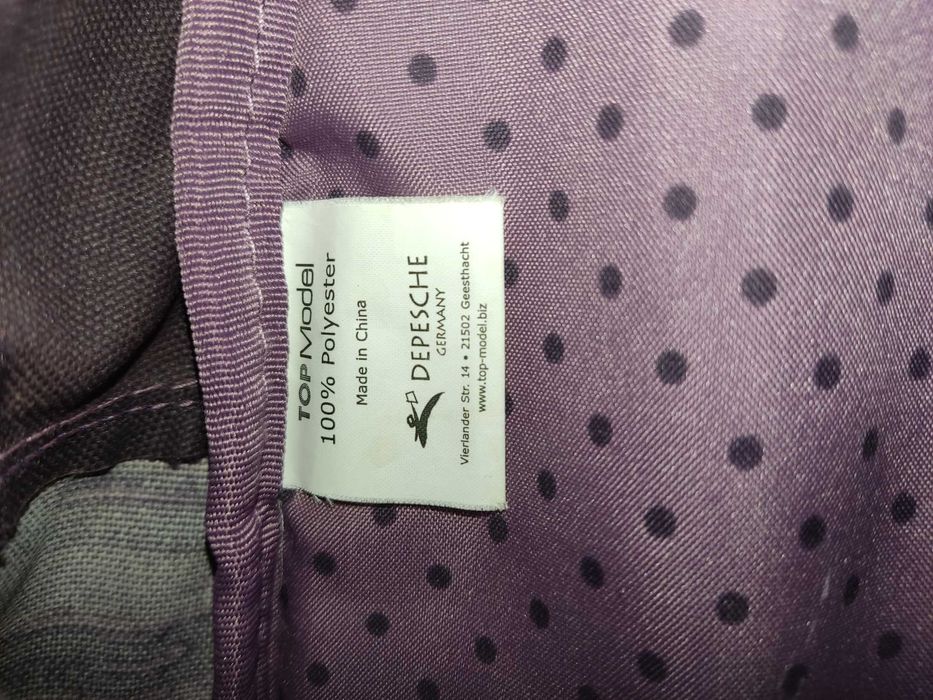 TOP Model
100% Polyester
Made in China
DEPESCHE
GERMANY
Vierlander Str. 14 • 21502 Geesthacht
www.top-model.biz